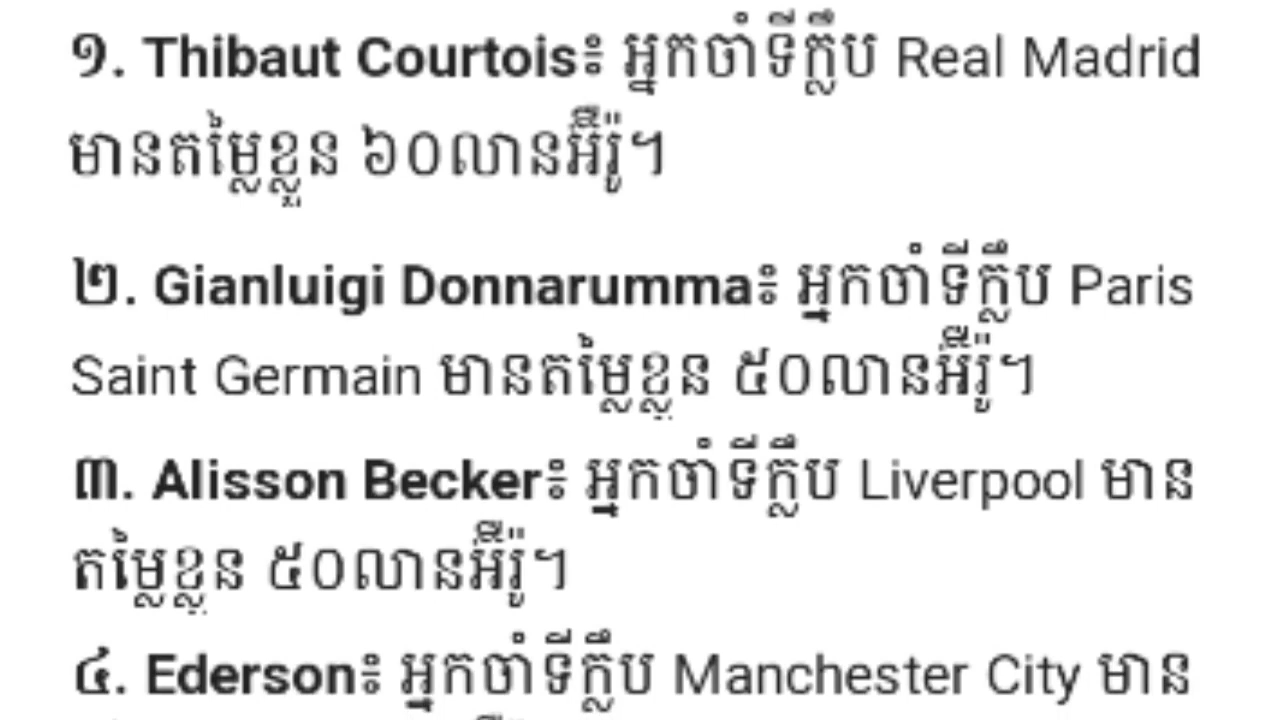 ១. Thibaut Courtois៖ អ្នកចាំទីក្លឹប Real Madrid
មានតម្លៃខ្លួន ៦០លានអ៊ីរ៉ូ។
២. Gianluigi Donnarumma៖ អ្នកចាំទីក្លឹប Paris
Saint Germain មានតម្លៃខ្លួន ៥០លានអ៊ីរ៉ូ។
៣. Alisson Becker៖ អ្នកចាំទីក្លឹប Liverpool មាន
តម្លៃខ្លួន ៥០លានអ៊ីរ៉ូ។
៤. Ederson៖ អ្នកចាំទីក្លឹប Manchester City មាន